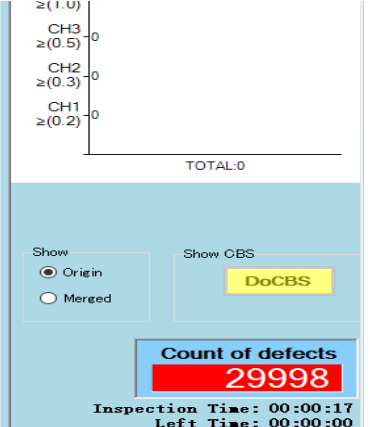 ≥(1.0)
CH3
≥(0.5)
0
CH2
≥(0.3)
0
CH1
≥(0.2)
0
TOTAL:0
Show
Origin
Merged
Show CBS
DoCBS
Count of defects
29998
Inspection Time: 00:00:17
Left Time: 00:00:00